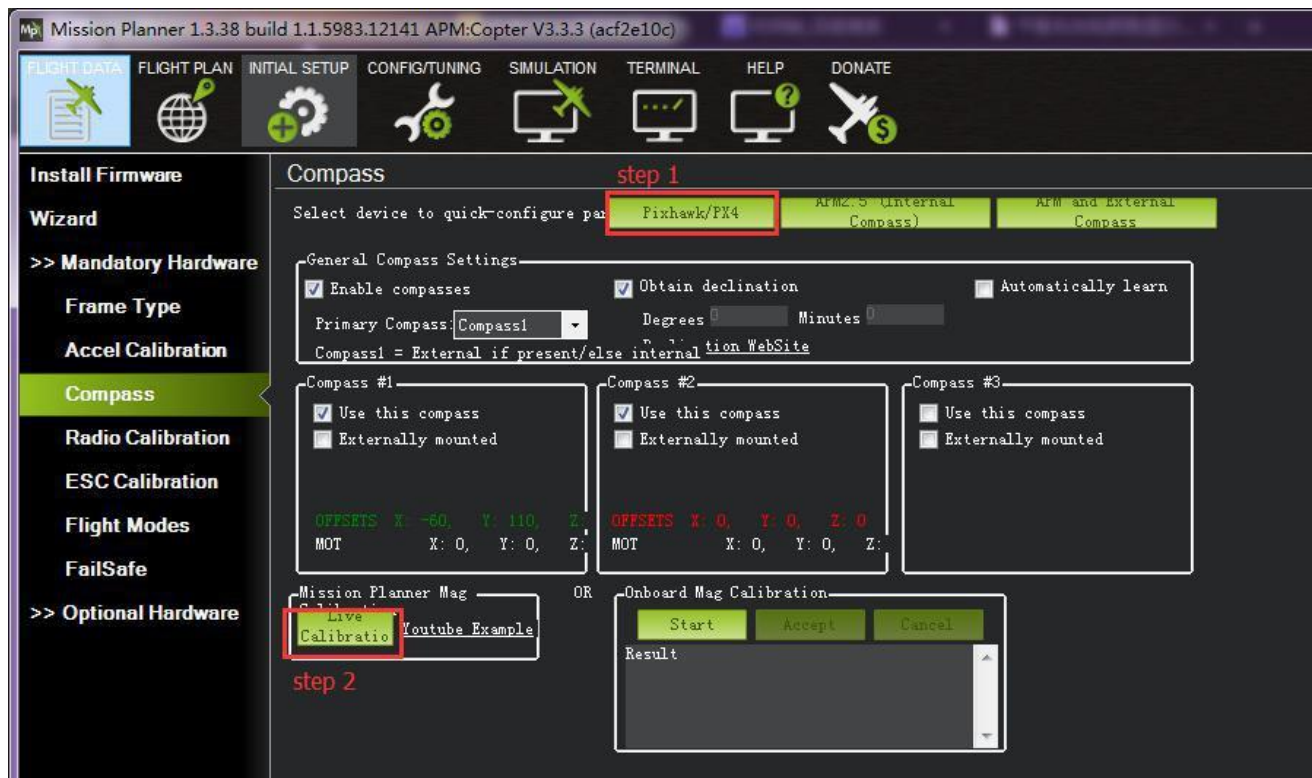 Mission Planner 1.3.38 build 1.1.5983.12141 APM:Copter V3.3.3 (acf2e10c)
FLIGHT DATA FLIGHT PLAN INITIAL SETUP CONFIG/TUNING SIMULATION TERMINAL HELP DONATE
Install Firmware
Wizard
>> Mandatory Hardware
Frame Type
Accel Calibration
Compass
Radio Calibration
ESC Calibration
Flight Modes
FailSafe
>> Optional Hardware
Compass
step 1
Select device to quick-configure par
Pixhawk/PX4
APM2.5 (Internal
Compass)
APM and External
Compass
General Compass Settings
Enable compasses
Obtain declination
Automatically learn
Primary Compass: Compass1
Degrees 0 Minutes 0
Compass1 = External if present/else internal
tion WebSite
Compass #1
Use this compass
Externally mounted
OFFSETS X: -60, Y: 110, Z:
MOT X: 0, Y: 0, Z:
Compass #2
Use this compass
Externally mounted
OFFSETS X: 0, Y: 0, Z: 0
MOT X: 0, Y: 0, Z:
Compass #3
Use this compass
Externally mounted
Mission Planner Mag
Live
Calibratio
Youtube Example
step 2
OR
Onboard Mag Calibration
Start Accept Cancel
Result